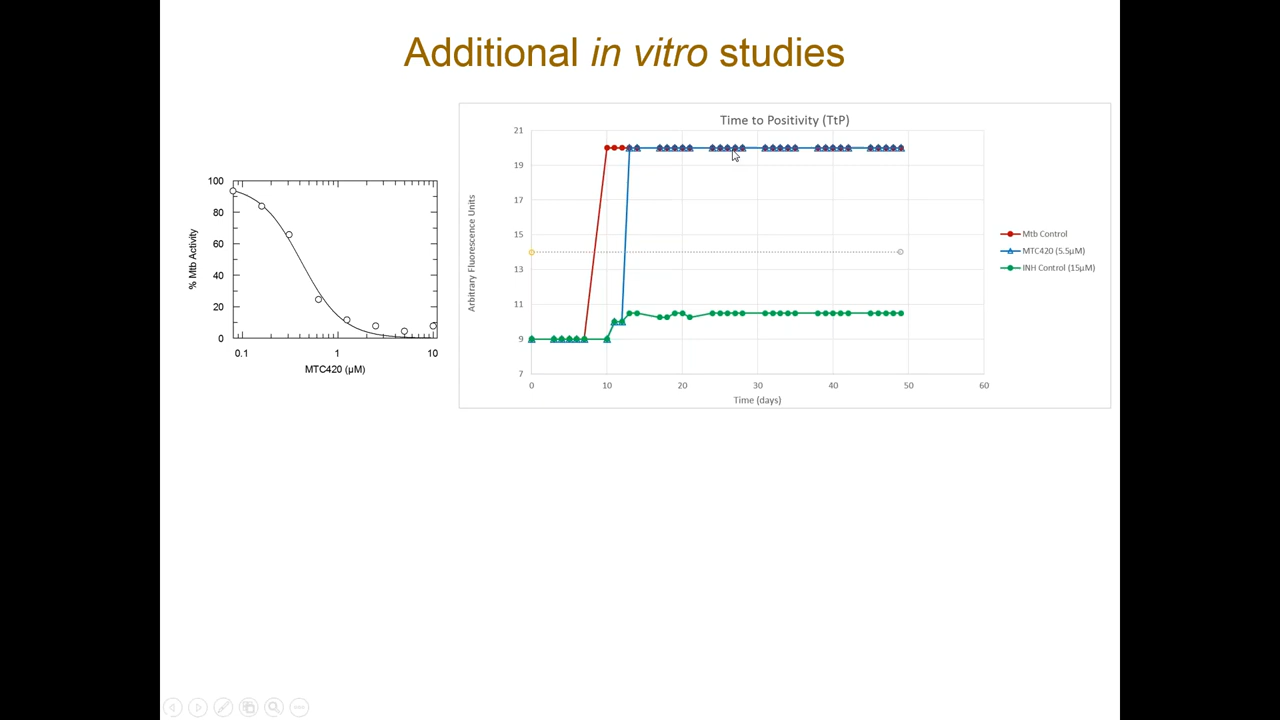 Additional in vitro studies
100
80
60
40
20
0
% Mtb Activity
0.1
1
10
MTC420 (µM)
Time to Positivity (TtP)
21
19
17
15
13
11
9
7
Arbitrary Fluorescence Units
0
10
20
30
40
50
60
Time (days)
Mtb Control
MTC420 (5.5µM)
INH Control (15µM)